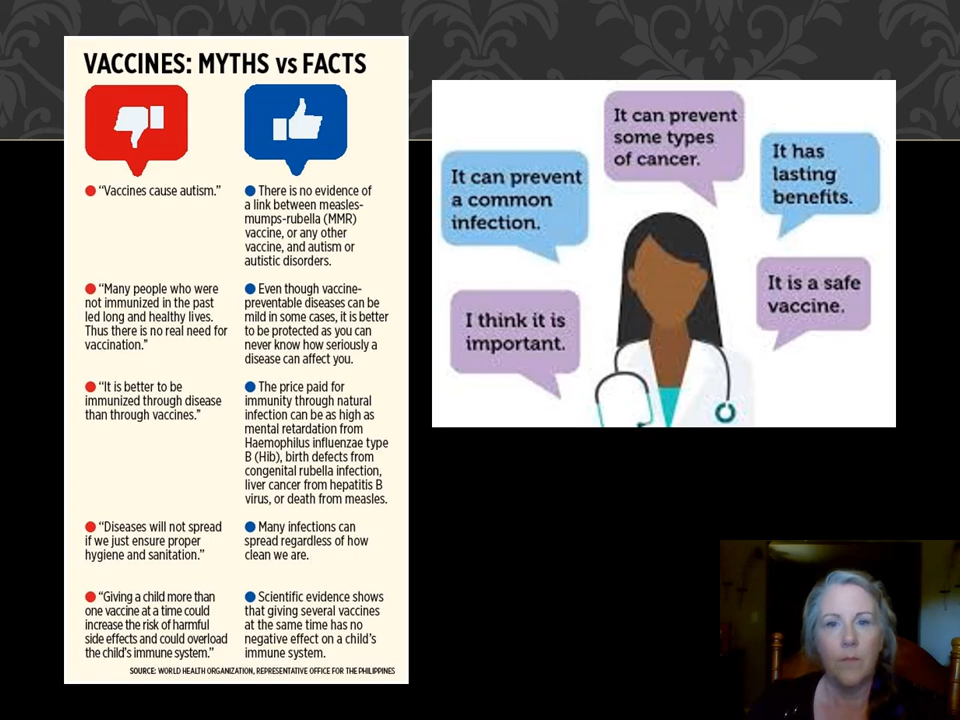 VACCINES: MYTHS vs FACTS
“Vaccines cause autism.”
There is no evidence of
a link between measles-
mumps-rubella (MMR)
vaccine, or any other
vaccine, and autism or
autistic disorders.
“Many people who were
not immunized in the past
led long and healthy lives.
Thus there is no real need for
vaccination.”
Even though vaccine-
preventable diseases can be
mild in some cases, it is better
to be protected as you can
never know how seriously a
disease can affect you.
“It is better to be
immunized through disease
than through vaccines.”
The price paid for
immunity through natural
infection can be as high as
mental retardation from
Haemophilus influenzae type
B (Hib), birth defects from
congenital rubella infection,
liver cancer from hepatitis B
virus, or death from measles.
“Diseases will not spread
if we just ensure proper
hygiene and sanitation.”
Many infections can
spread regardless of how
clean we are.
“Giving a child more than
one vaccine at a time could
increase the risk of harmful
side effects and could overload
the child’s immune system.”
Scientific evidence shows
that giving several vaccines
at the same time has no
negative effect on a child’s
immune system.
SOURCE: WORLD HEALTH ORGANIZATION, REPRESENTATIVE OFFICE FOR THE PHILIPPINES
It can prevent
some types
of cancer.
It can prevent
a common
infection.
It has
lasting
benefits.
I think it is
important.
It is a safe
vaccine.